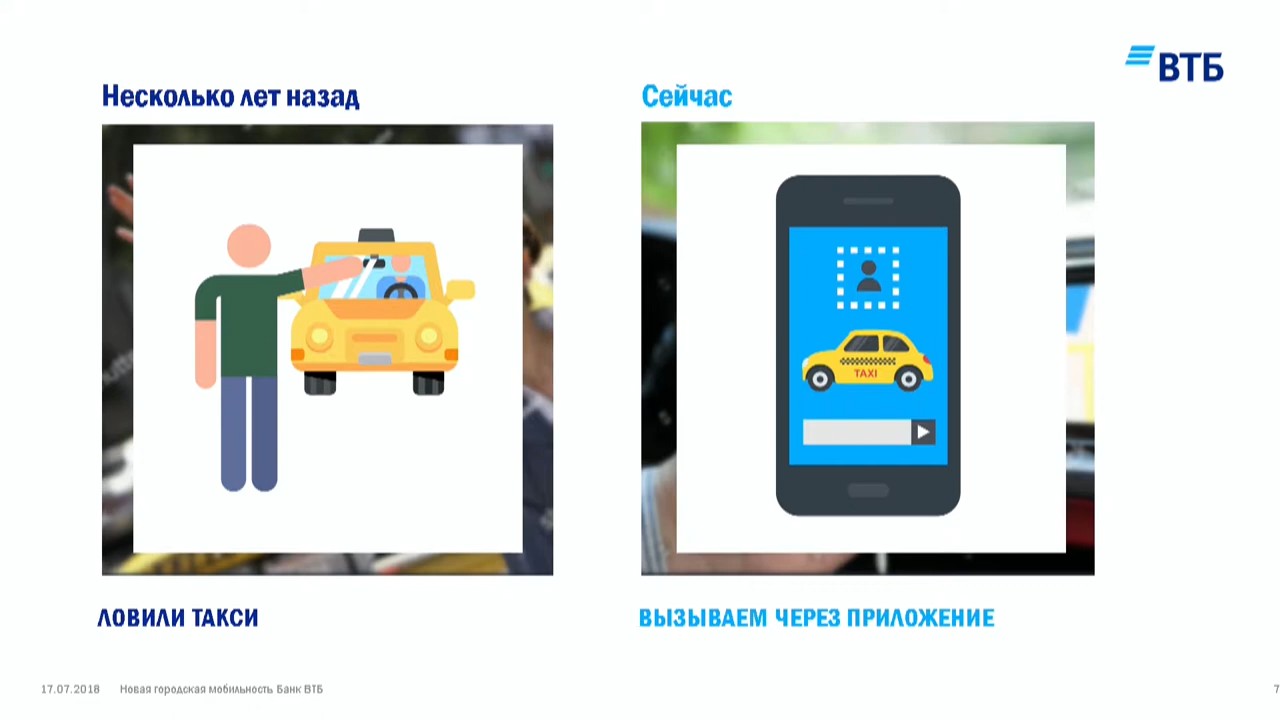 ВТБ
Несколько лет назад
Сейчас
TAXI
ЛОВИЛИ ТАКСИ
ВЫЗЫВАЕМ ЧЕРЕЗ ПРИЛОЖЕНИЕ
17.07.2018 Новая городская мобильность Банк ВТБ
7